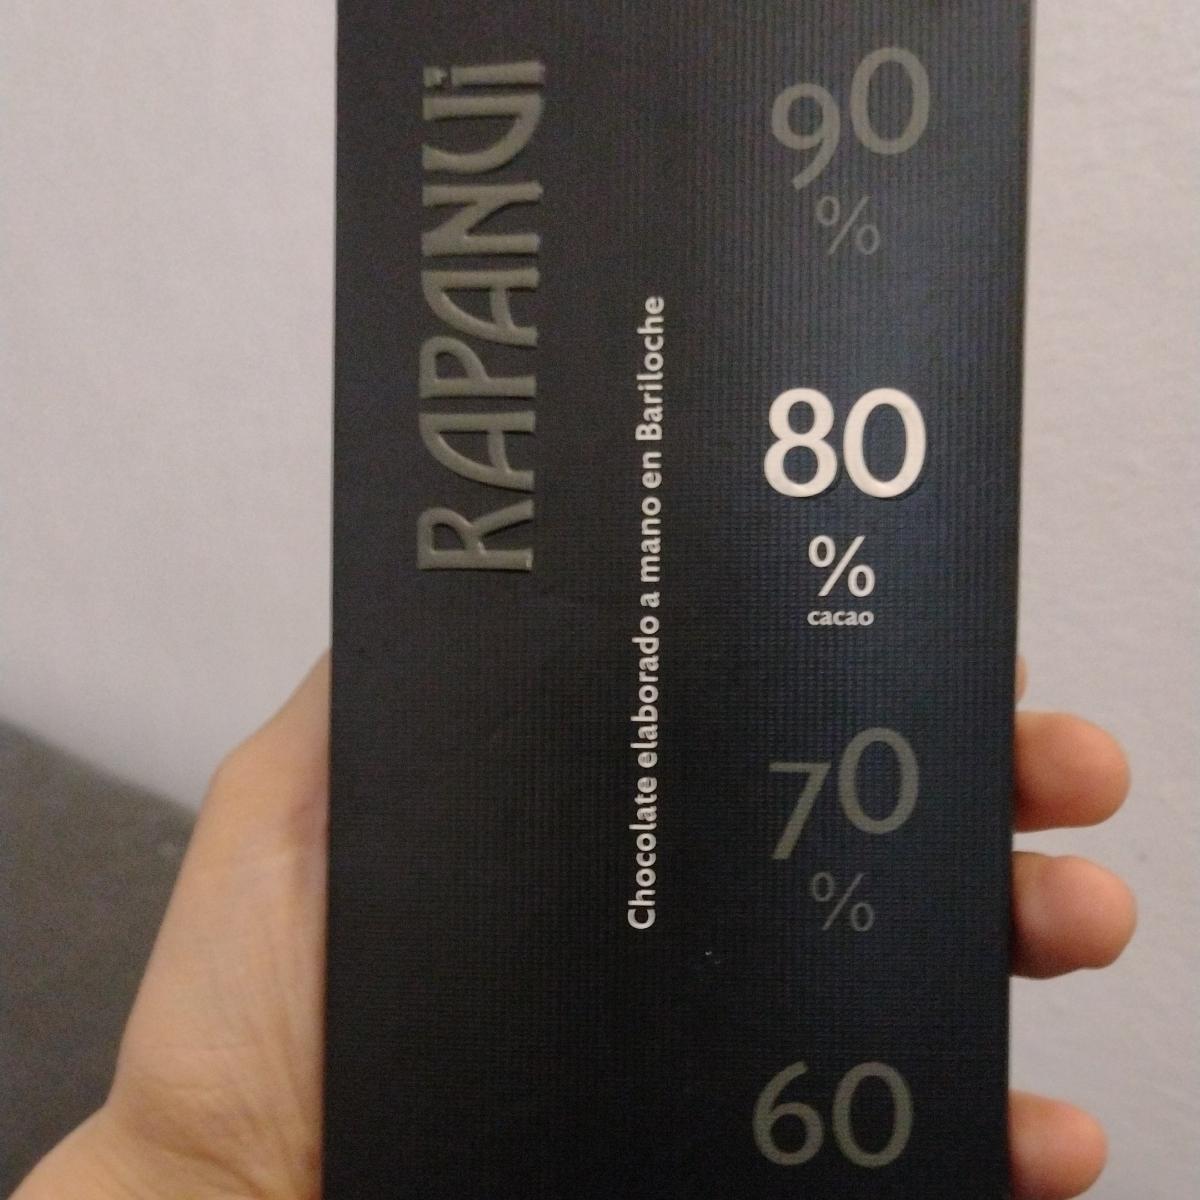 RAPANUi
Chocolate elaborado a mano en Bariloche
90
%
80
%
cacao
70
%
60